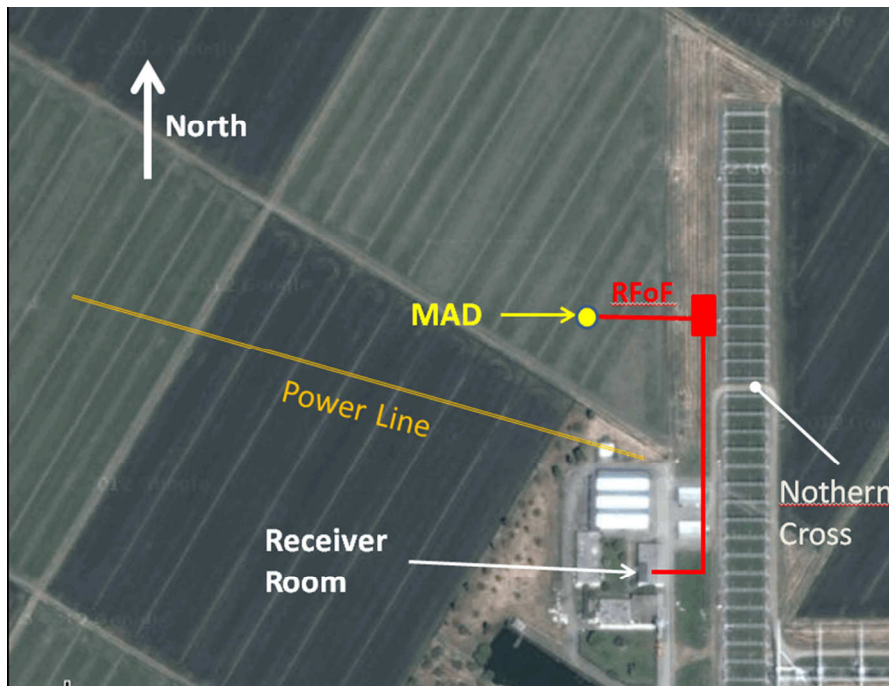 North
RFoF
MAD
Power Line
Nothern
Cross
Receiver
Room